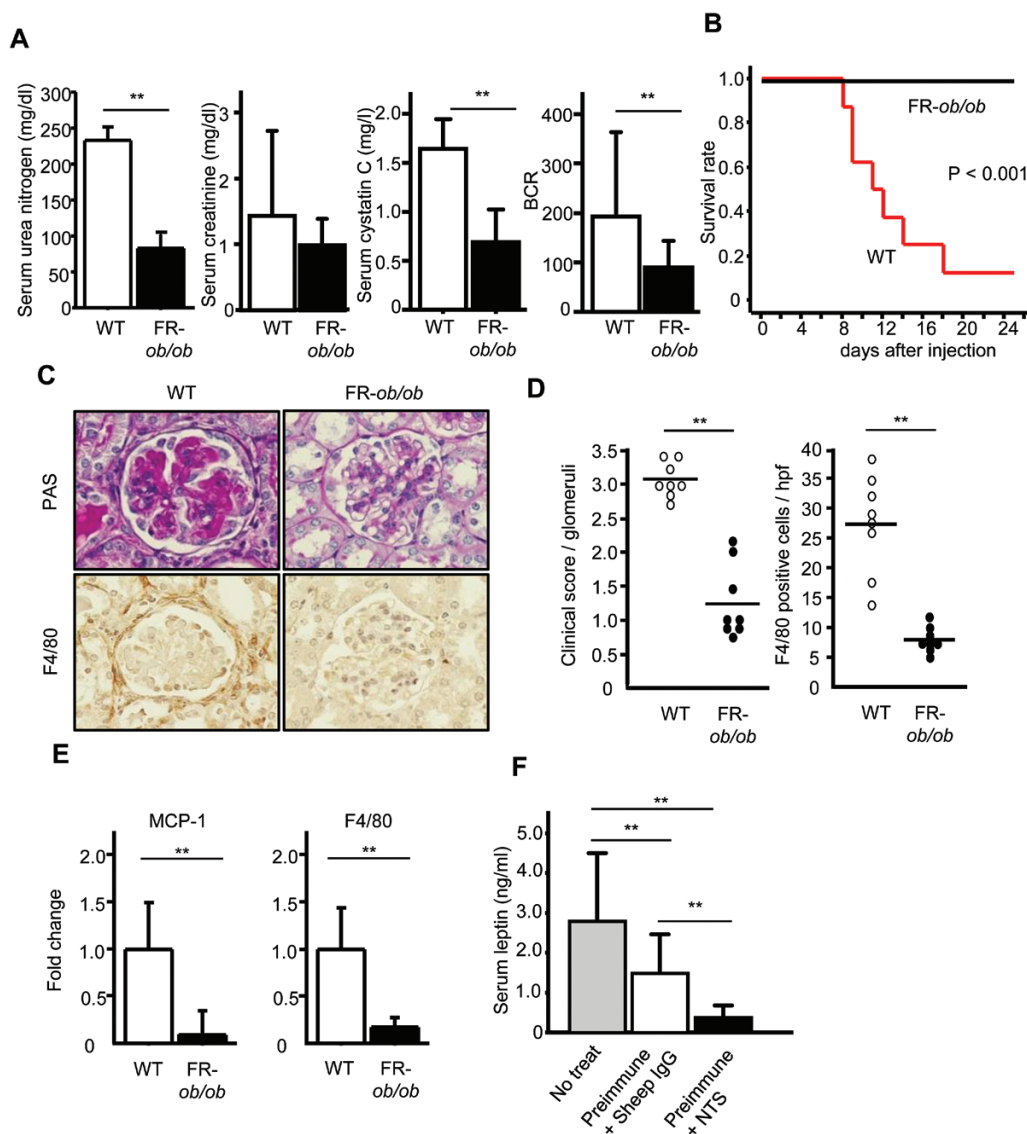 A
Serum urea nitrogen (mg/dl)
300
250
200
150
100
50
0
**
WT
FR-
ob/ob
Serum creatinine (mg/dl)
3
2
1
0
WT
FR-
ob/ob
Serum cystatin C (mg/l)
2.0
1.5
1.0
0.5
0
**
WT
FR-
ob/ob
BCR
400
300
200
100
0
**
WT
FR-
ob/ob
B
Survival rate
1.0
0.8
0.6
0.4
0.2
0
FR-ob/ob
P < 0.001
WT
0 4 8 12 16 20 24
days after injection
C
WT FR-ob/ob
PAS
F4/80
D
Clinical score / glomeruli
3.5
3.0
2.5
2.0
1.5
1.0
0.5
0
**
WT
FR-
ob/ob
F4/80 positive cells / hpf
40
35
30
25
20
15
10
5
0
**
WT
FR-
ob/ob
E
MCP-1
Fold change
2.0
1.5
1.0
0.5
0
**
WT
FR-
ob/ob
F4/80
2.0
1.5
1.0
0.5
0
**
WT
FR-
ob/ob
F
Serum leptin (ng/ml)
5.0
4.0
3.0
2.0
1.0
0
**
**
**
No treat
Preimmune
+ Sheep IgG
Preimmune
+ NTS